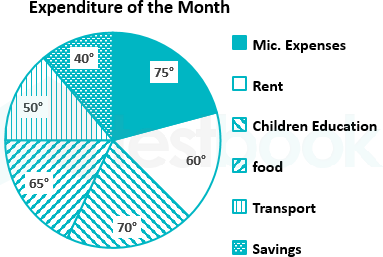 Expenditure of the Month
40°
75°
Mic. Expenses
Rent
50°
Children Education
60°
food
65°
Transport
70°
Savings